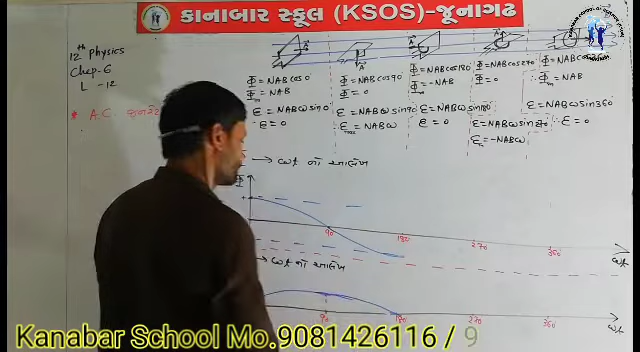 કાનાબાર સ્કૂલ (KSOS)-જૂનાગઢ
12th Physics
Chep-6
L -12
* A.C.
Φ = NAB cos 0
Φm = NAB
ε = NABω sin 0
ε = 0
Φ = NAB cos 90
Φ = 0
ε = NABω sin 90
εmax = NABω
Φ = NAB cos 180
Φ = -NAB
ε = NABω sin 180
ε = 0
Φ = NAB cos 270
Φ = 0
ε = NABω sin 270
εm = -NABω
Φ = NAB
ε = NABω sin 360
∴ ε = 0
→ ωt નો આલેખ
Φ
90 180 270 360
ωt
→ ωt નો આલેખ
90 180 270 360
ωt
Kanabar School Mo.9081426116 / 9